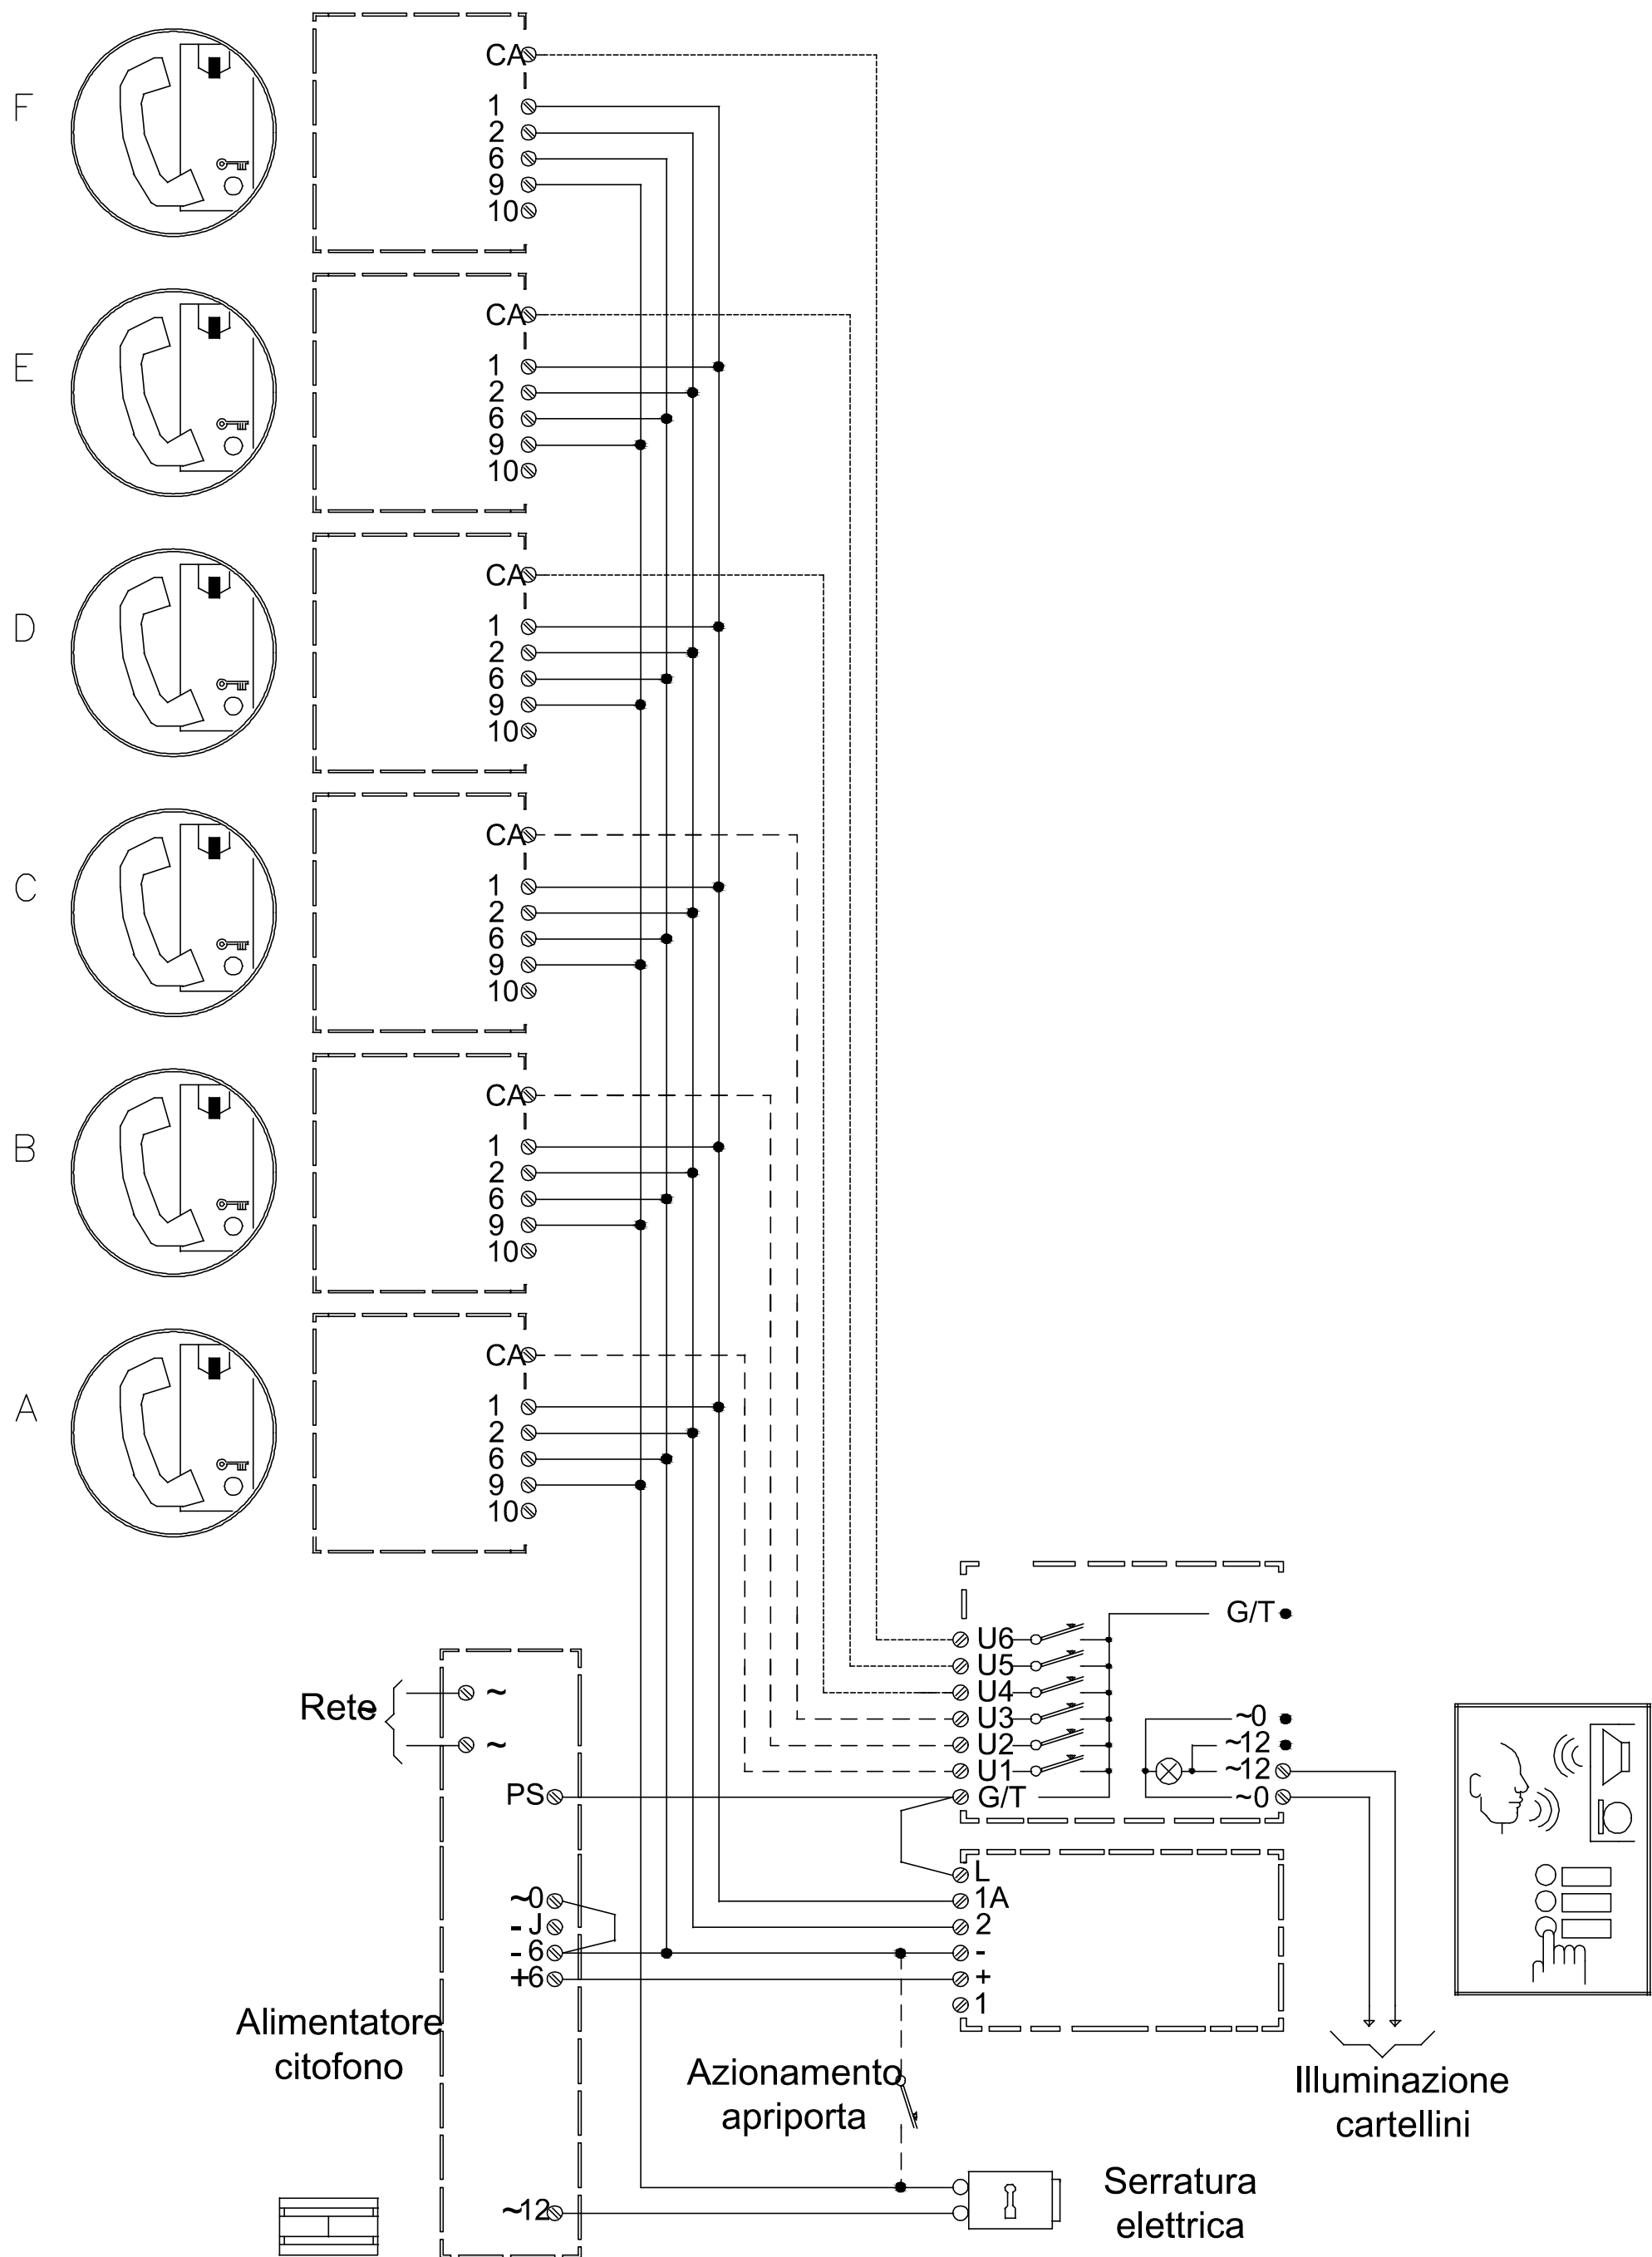 F
CA
1
2
6
9
10
E
CA
1
2
6
9
10
D
CA
1
2
6
9
10
C
CA
1
2
6
9
10
B
CA
1
2
6
9
10
A
CA
1
2
6
9
10
Rete
~
~
PS
~0
- J
- 6
+6
~12
Alimentatore
citofono
G/T
U6
U5
U4
U3
U2
U1
G/T
~0
~12
~12
~0
L
1A
2
-
+
1
Azionamento
apriporta
Illuminazione
cartellini
Serratura
elettrica